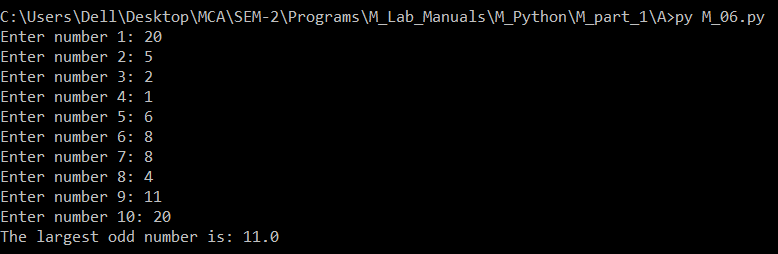 C:\Users\Dell\Desktop\MCA\SEM-2\Programs\M_Lab_Manuals\M_Python\M_part_1\A>py M_06.py
Enter number 1: 20
Enter number 2: 5
Enter number 3: 2
Enter number 4: 1
Enter number 5: 6
Enter number 6: 8
Enter number 7: 8
Enter number 8: 4
Enter number 9: 11
Enter number 10: 20
The largest odd number is: 11.0